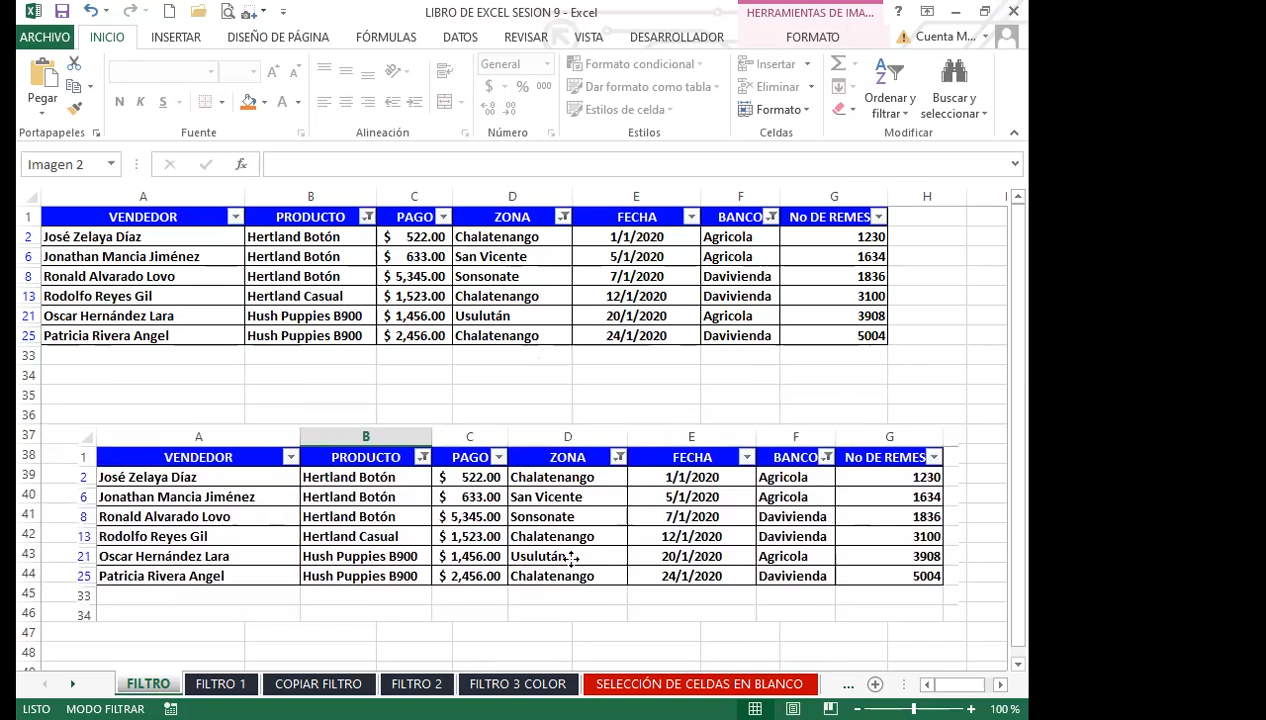 LIBRO DE EXCEL SESION 9 - Excel
HERRAMIENTAS DE IMA...
?
ARCHIVO INICIO INSERTAR DISEÑO DE PÁGINA FÓRMULAS DATOS REVISAR VISTA DESARROLLADOR FORMATO Cuenta M...
General Formato condicional Insertar
Pegar N K S A $ % 000 Dar formato como tabla Eliminar Ordenar y filtrar Buscar y seleccionar
Estilos de celda Formato
Portapapeles Fuente Alineación Número Estilos Celdas Modificar
Imagen 2 fx
A B C D E F G H I
1 VENDEDOR PRODUCTO PAGO ZONA FECHA BANCO No DE REMES
2 José Zelaya Díaz Hertland Botón $ 522.00 Chalatenango 1/1/2020 Agricola 1230
6 Jonathan Mancia Jiménez Hertland Botón $ 633.00 San Vicente 5/1/2020 Agricola 1634
8 Ronald Alvarado Lovo Hertland Botón $ 5,345.00 Sonsonate 7/1/2020 Davivienda 1836
13 Rodolfo Reyes Gil Hertland Casual $ 1,523.00 Chalatenango 12/1/2020 Davivienda 3100
21 Oscar Hernández Lara Hush Puppies B900 $ 1,456.00 Usulután 20/1/2020 Agricola 3908
25 Patricia Rivera Angel Hush Puppies B900 $ 2,456.00 Chalatenango 24/1/2020 Davivienda 5004
33
34
35
36
37 A B C D E F G
38 1 VENDEDOR PRODUCTO PAGO ZONA FECHA BANCO No DE REMES
39 2 José Zelaya Díaz Hertland Botón $ 522.00 Chalatenango 1/1/2020 Agricola 1230
40 6 Jonathan Mancia Jiménez Hertland Botón $ 633.00 San Vicente 5/1/2020 Agricola 1634
41 8 Ronald Alvarado Lovo Hertland Botón $ 5,345.00 Sonsonate 7/1/2020 Davivienda 1836
42 13 Rodolfo Reyes Gil Hertland Casual $ 1,523.00 Chalatenango 12/1/2020 Davivienda 3100
43 21 Oscar Hernández Lara Hush Puppies B900 $ 1,456.00 Usulután 20/1/2020 Agricola 3908
44 25 Patricia Rivera Angel Hush Puppies B900 $ 2,456.00 Chalatenango 24/1/2020 Davivienda 5004
45 33
46 34
47
48
FILTRO FILTRO 1 COPIAR FILTRO FILTRO 2 FILTRO 3 COLOR SELECCIÓN DE CELDAS EN BLANCO ...
LISTO MODO FILTRAR 100 %